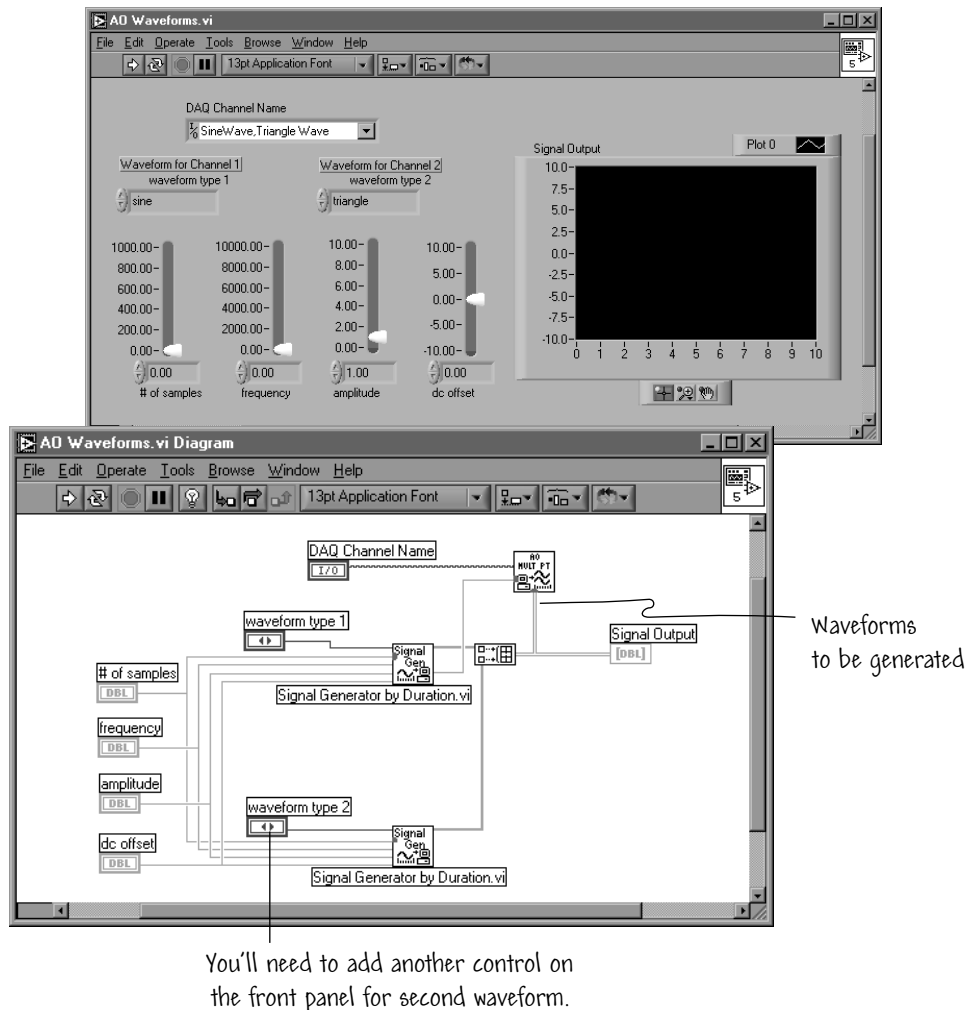 AO Waveforms.vi
File Edit Operate Tools Browse Window Help
13pt Application Font
5
DAQ Channel Name
I/O SineWave,Triangle Wave
Waveform for Channel 1
waveform type 1
sine
Waveform for Channel 2
waveform type 2
triangle
1000.00
800.00
600.00
400.00
200.00
0.00
0.00
# of samples
10000.00
8000.00
6000.00
4000.00
2000.00
0.00
0.00
frequency
10.00
8.00
6.00
4.00
2.00
0.00
1.00
amplitude
10.00
5.00
0.00
-5.00
-10.00
0.00
dc offset
Signal Output
Plot 0
10.0
7.5
5.0
2.5
0.0
-2.5
-5.0
-7.5
-10.0
0 1 2 3 4 5 6 7 8 9 10
AO Waveforms.vi Diagram
File Edit Operate Tools Browse Window Help
13pt Application Font
5
DAQ Channel Name
I/O
AO
MULT PT
waveform type 1
Signal
Gen
Signal Generator by Duration.vi
Signal Output
[DBL]
Waveforms
to be generated
# of samples
DBL
frequency
DBL
amplitude
DBL
dc offset
DBL
waveform type 2
Signal
Gen
Signal Generator by Duration.vi
You'll need to add another control on
the front panel for second waveform.